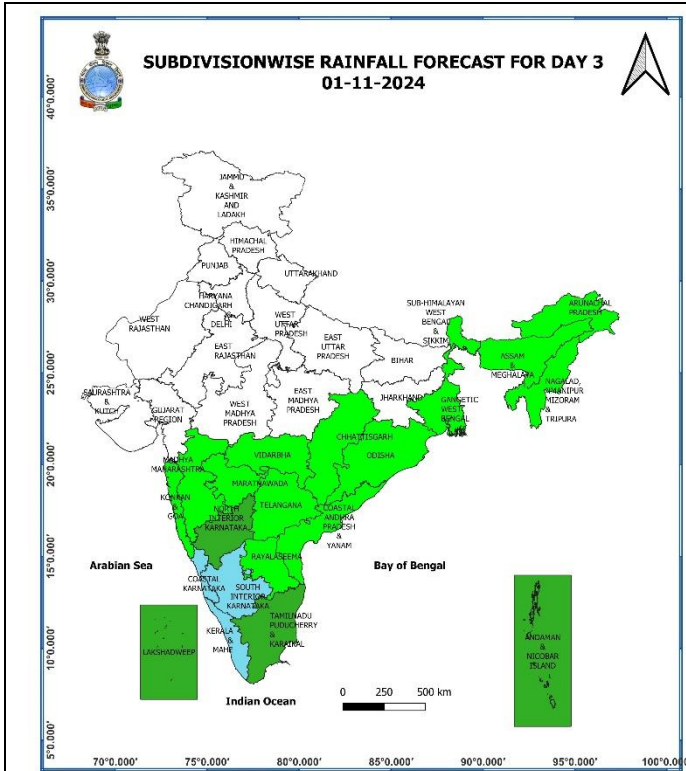 SUBDIVISIONWISE RAINFALL FORECAST FOR DAY 3
01-11-2024
40°0.000'
35°0.000'
30°0.000'
25°0.000'
20°0.000'
15°0.000'
10°0.000'
5°0.000'
JAMMU
&
KASHMIR
AND
LADAKH
HIMACHAL
PRADESH
PUNJAB
UTTARAKHAND
HARYANA
CHANDIGARH
&
DELHI
WEST
RAJASTHAN
WEST
UTTAR
PRADESH
EAST
RAJASTHAN
EAST
UTTAR
PRADESH
SUB-HIMALAYAN
WEST
BENGAL
&
SIKKIM
ARUNACHAL
PRADESH
BIHAR
ASSAM
&
MEGHALAYA
NAGALAD,
MANIPUR
MIZORAM
&
TRIPURA
SAURASHTRA
&
KUTCH
GUJARAT
REGION
WEST
MADHYA
PRADESH
EAST
MADHYA
PRADESH
JHARKHAND
GANGETIC
WEST
BENGAL
CHHATTISGARH
ODISHA
VIDARBHA
MADHYA
MAHARASHTRA
MARATHWADA
KONKAN
&
GOA
NORTH
INTERIOR
KARNATAKA
TELANGANA
COASTAL
ANDHRA
PRADESH
&
YANAM
RAYALASEEMA
Arabian Sea
Bay of Bengal
COASTAL
KARNATAKA
SOUTH
INTERIOR
KARNATAKA
TAMILNADU
PUDUCHERRY
&
KARAIKAL
KERALA
&
MAHE
LAKSHADWEEP
ANDAMAN
&
NICOBAR
ISLAND
Indian Ocean
0 250 500 km
70°0.000' 75°0.000' 80°0.000' 85°0.000' 90°0.000' 95°0.000' 100°0.000'